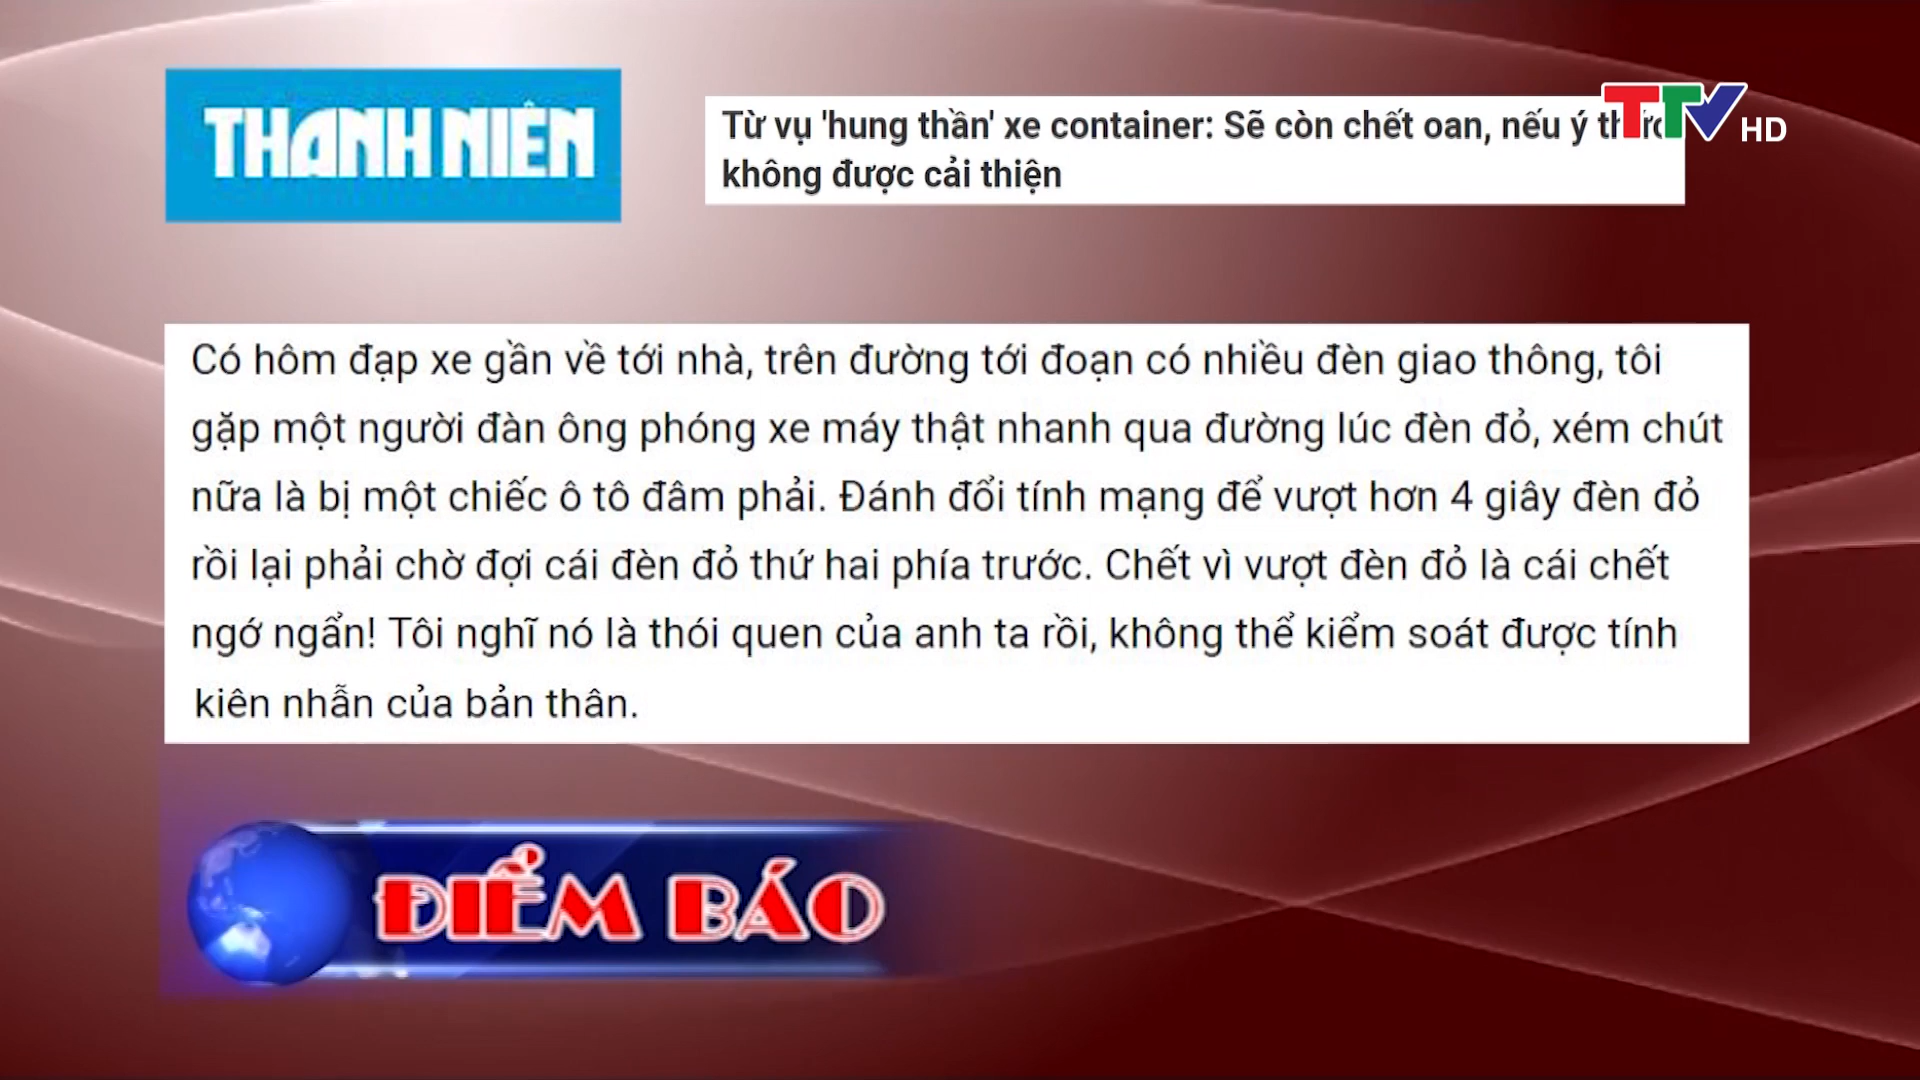 THANH NIÊN
Từ vụ 'hung thần' xe container: Sẽ còn chết oan, nếu ý thức
không được cải thiện
TTV HD
Có hôm đạp xe gần về tới nhà, trên đường tới đoạn có nhiều đèn giao thông, tôi
gặp một người đàn ông phóng xe máy thật nhanh qua đường lúc đèn đỏ, xém chút
nữa là bị một chiếc ô tô đâm phải. Đánh đổi tính mạng để vượt hơn 4 giây đèn đỏ
rồi lại phải chờ đợi cái đèn đỏ thứ hai phía trước. Chết vì vượt đèn đỏ là cái chết
ngớ ngẩn! Tôi nghĩ nó là thói quen của anh ta rồi, không thể kiểm soát được tính
kiên nhẫn của bản thân.
ĐIỂM BÁO